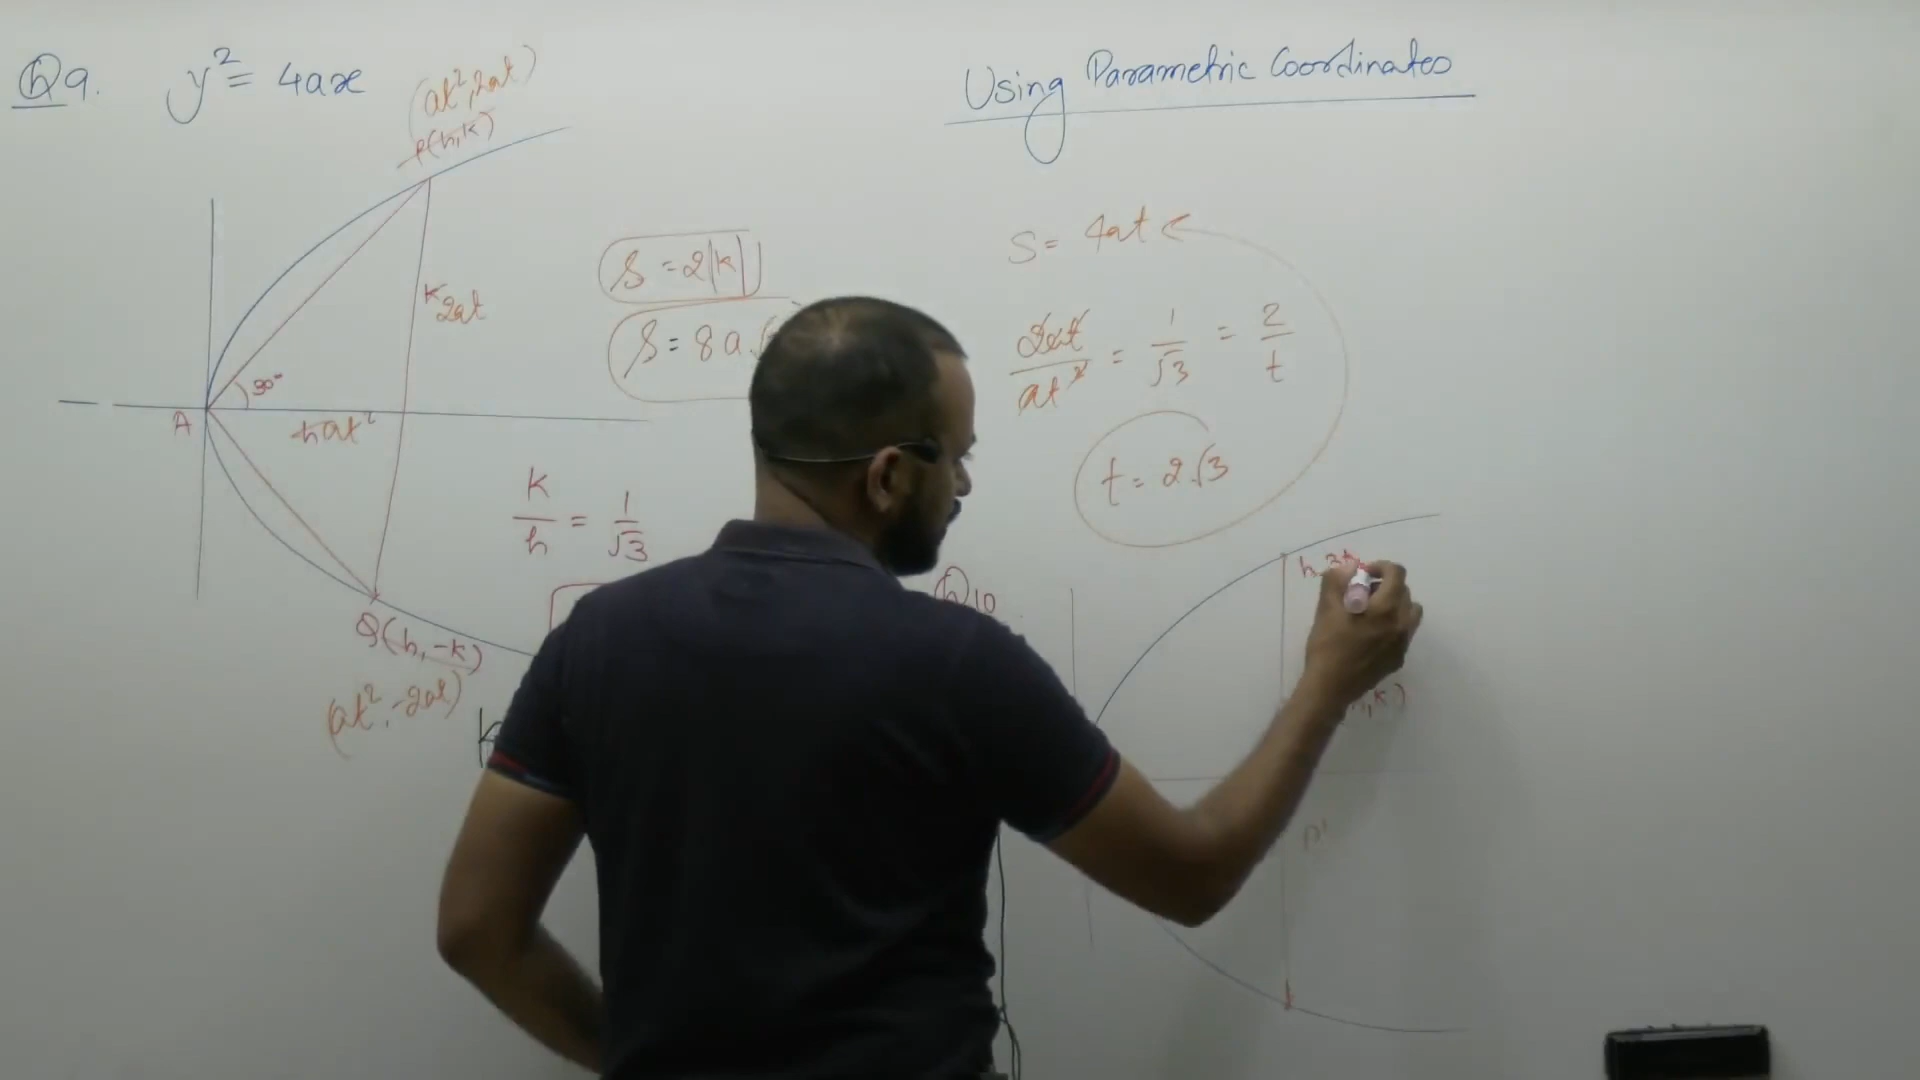 Q9. y² = 4ax
(at², 2at)
P(h,k)
Using Parametric Coordinates
S = 2|k|
S = 8a
S = 4at
k 2at
2at/at² = 1/√3 = 2/t
30°
A
h at²
t = 2√3
k/h = 1/√3
Q10
Q(h,-k)
(at², -2at)
k